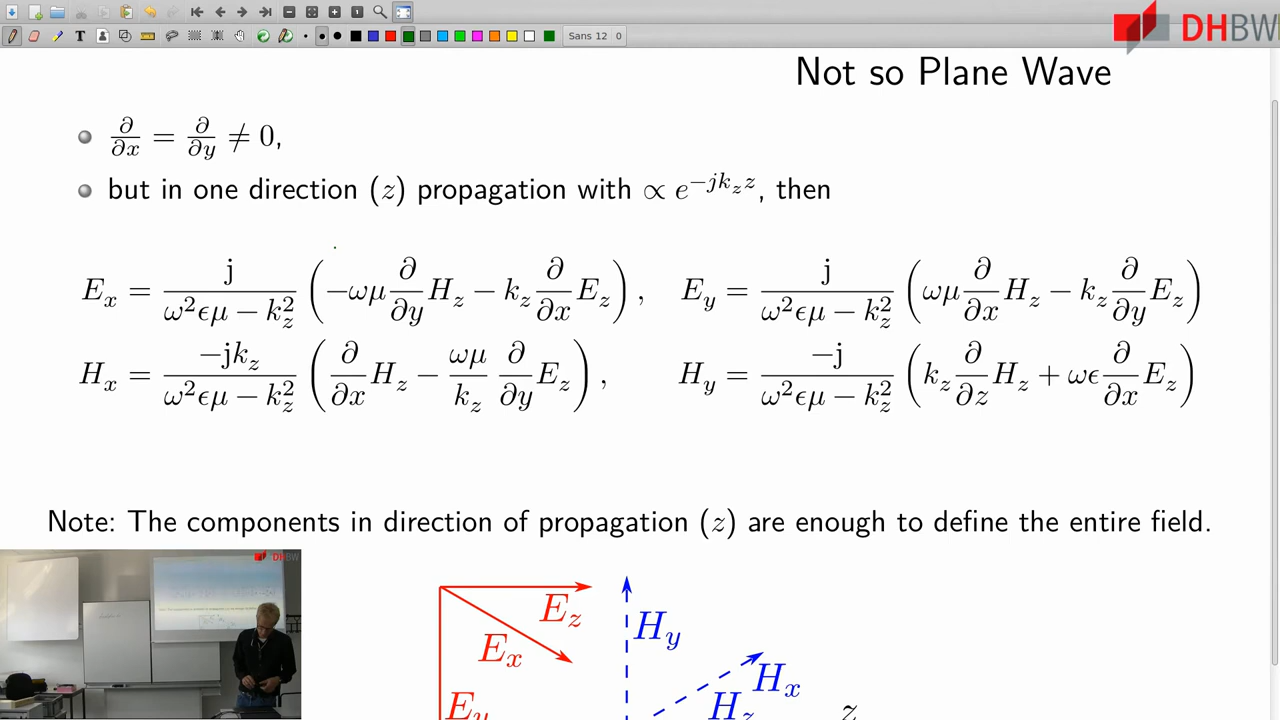 Sans 12 0
DHBW
Not so Plane Wave
∂/∂x = ∂/∂y ≠ 0,
but in one direction (z) propagation with ∝ e^{−jk_z z}, then
E_x = j/(ω²ϵμ − k_z²) (−ωμ ∂/∂y H_z − k_z ∂/∂x E_z), E_y = j/(ω²ϵμ − k_z²) (ωμ ∂/∂x H_z − k_z ∂/∂y E_z)
H_x = −jk_z/(ω²ϵμ − k_z²) (∂/∂x H_z − ωμ/k_z ∂/∂y E_z), H_y = −j/(ω²ϵμ − k_z²) (k_z ∂/∂z H_z + ωϵ ∂/∂x E_z)
Note: The components in direction of propagation (z) are enough to define the entire field.
DHBW
E_z
H_y
E_x
H_x
E_y
H_z
z